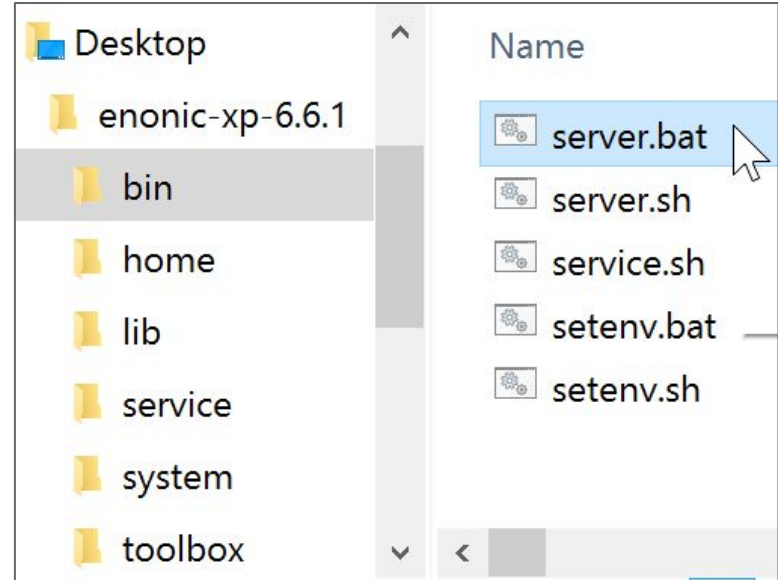 Desktop
enonic-xp-6.6.1
bin
home
lib
service
system
toolbox
Name
server.bat
server.sh
service.sh
setenv.bat
setenv.sh